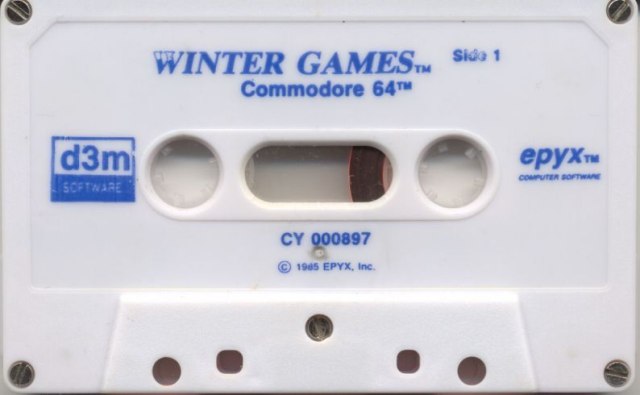 WINTER GAMES™
Side 1
Commodore 64™
d3m
SOFTWARE
epyx™
COMPUTER SOFTWARE
CY 000897
© 1985 EPYX, Inc.